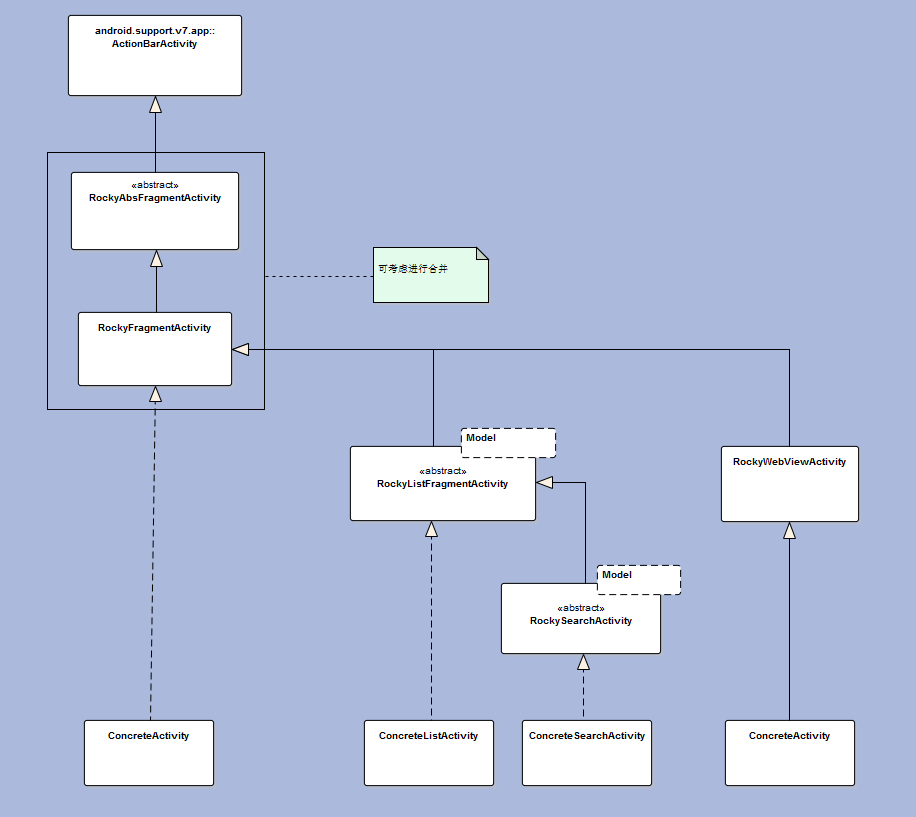 android.support.v7.app::
ActionBarActivity
«abstract»
RockyAbsFragmentActivity
可考虑进行合并
RockyFragmentActivity
Model
«abstract»
RockyListFragmentActivity
RockyWebViewActivity
Model
«abstract»
RockySearchActivity
ConcreteActivity
ConcreteListActivity
ConcreteSearchActivity
ConcreteActivity